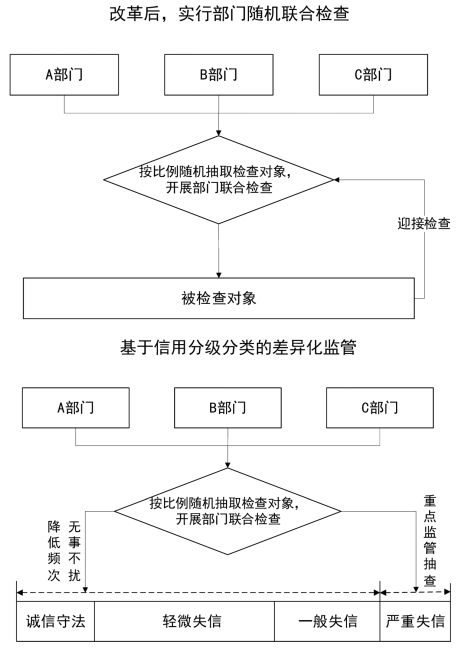 改革后，实行部门随机联合检查
A部门
B部门
C部门
按比例随机抽取检查对象，
开展部门联合检查
迎接检查
被检查对象
基于信用分级分类的差异化监管
A部门
B部门
C部门
按比例随机抽取检查对象，
开展部门联合检查
无事不扰
降低频次
重点监管抽查
诚信守法
轻微失信
一般失信
严重失信